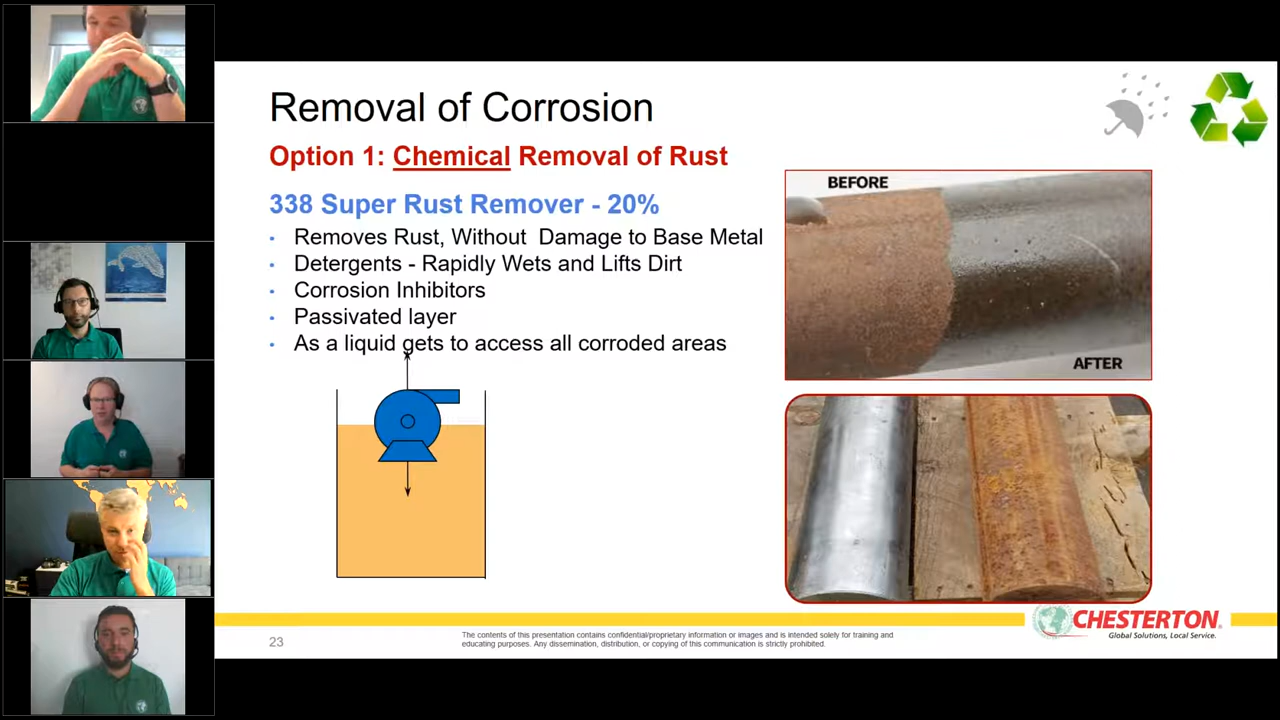 Removal of Corrosion
Option 1: Chemical Removal of Rust
338 Super Rust Remover - 20%
• Removes Rust, Without Damage to Base Metal
• Detergents - Rapidly Wets and Lifts Dirt
• Corrosion Inhibitors
• Passivated layer
• As a liquid gets to access all corroded areas
BEFORE
AFTER
23
The contents of this presentation contains confidential/proprietary information or images and is intended solely for training and
educating purposes. Any dissemination, distribution, or copying of this communication is strictly prohibited.
CHESTERTON®
Global Solutions, Local Service.